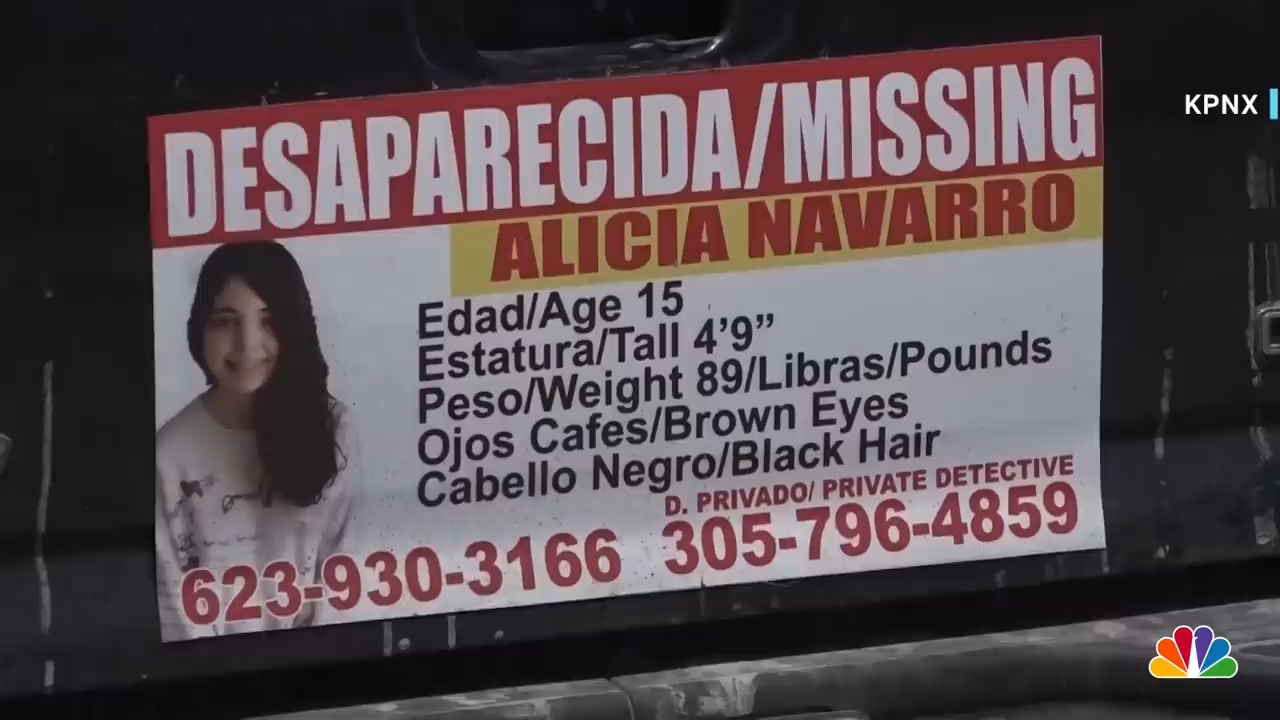 KPNX
DESAPARECIDA/MISSING
ALICIA NAVARRO
Edad/Age 15
Estatura/Tall 4'9”
Peso/Weight 89/Libras/Pounds
Ojos Cafes/Brown Eyes
Cabello Negro/Black Hair
D. PRIVADO/ PRIVATE DETECTIVE
623-930-3166 305-796-4859